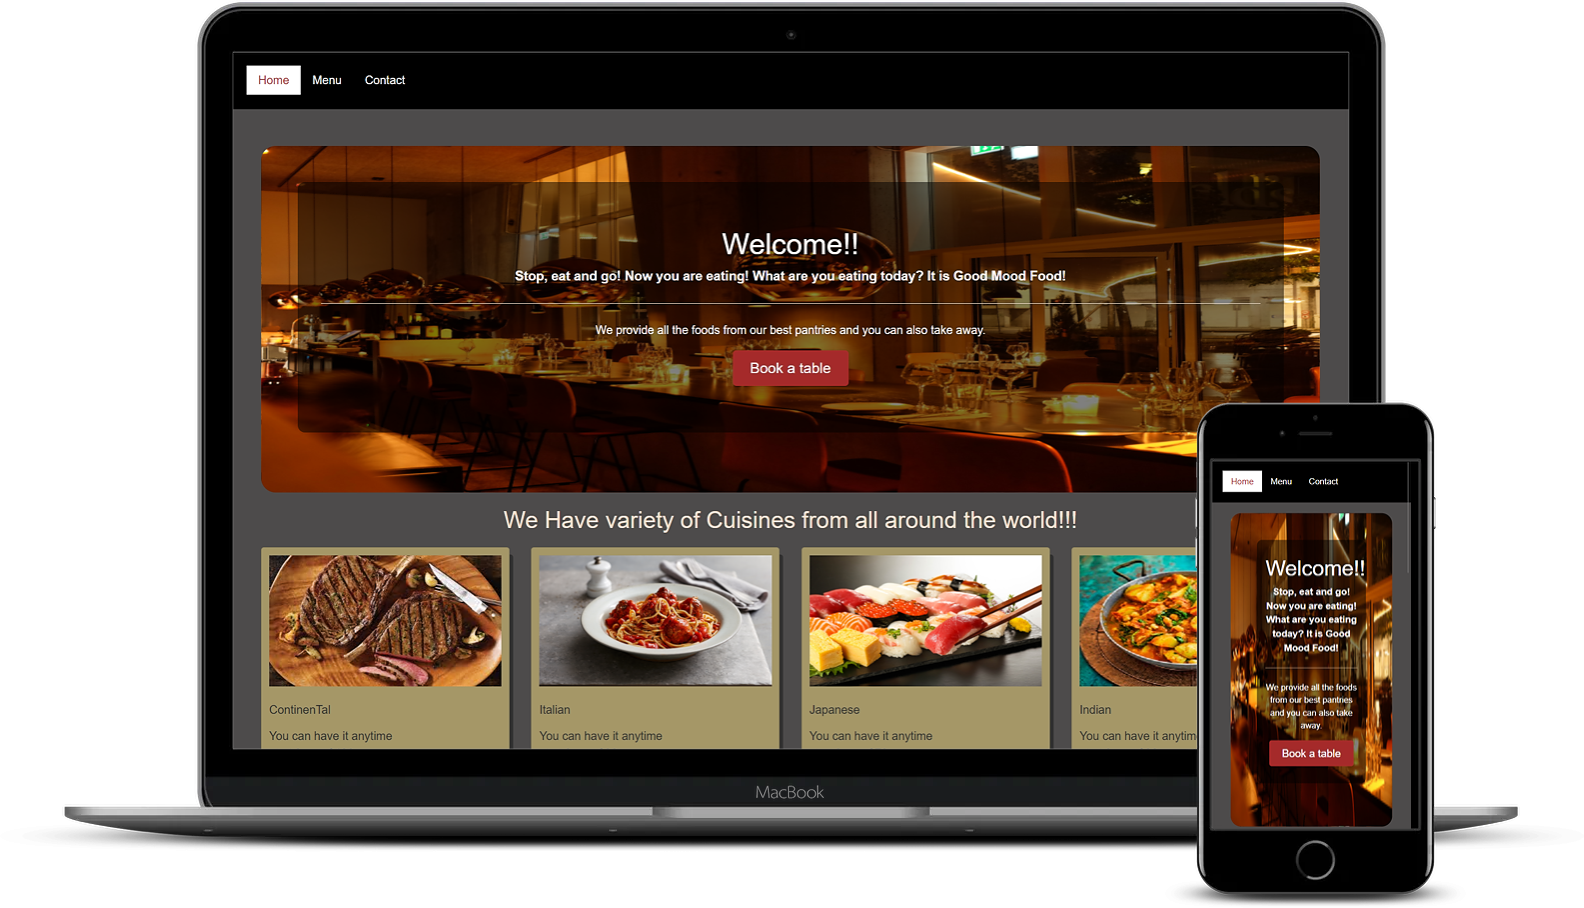 Home Menu Contact
Welcome!!
Stop, eat and go! Now you are eating! What are you eating today? It is Good Mood Food!
We provide all the foods from our best pantries and you can also take away.
Book a table
We Have variety of Cuisines from all around the world!!!
ContinenTal
You can have it anytime
Italian
You can have it anytime
Japanese
You can have it anytime
Indian
You can have it anytim
MacBook
Home Menu Contact
Welcome!!
Stop, eat and go!
Now you are eating!
What are you eating
today? It is Good
Mood Food!
We provide all the foods
from our best pantries
and you can also take
away.
Book a table